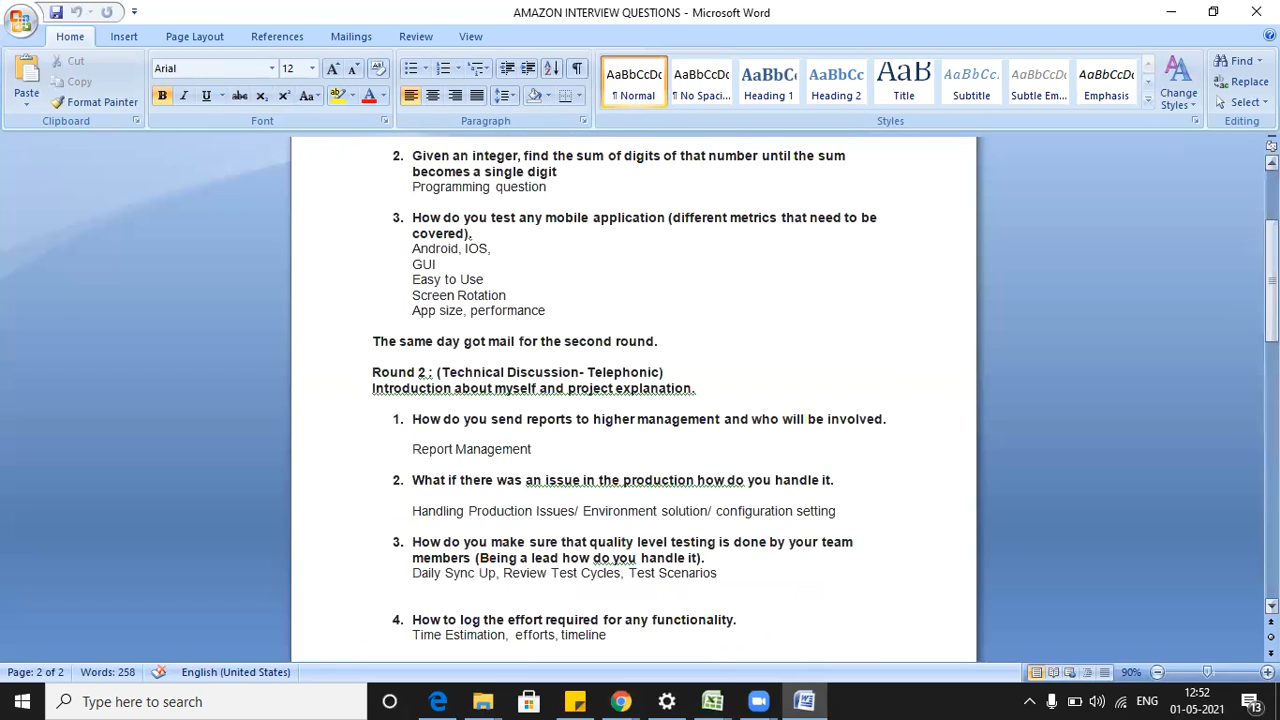 AMAZON INTERVIEW QUESTIONS - Microsoft Word
Home Insert Page Layout References Mailings Review View
Paste
Cut
Copy
Format Painter
Clipboard
Arial 12
Font
Paragraph
AaBbCcDc AaBbCcDc AaBbC AaBbCc AaB AaBbCc. AaBbCcDc AaBbCcDc
¶ Normal ¶ No Spaci... Heading 1 Heading 2 Title Subtitle Subtle Em... Emphasis
Change
Styles
Styles
Find
Replace
Select
Editing
2. Given an integer, find the sum of digits of that number until the sum
becomes a single digit
Programming question
3. How do you test any mobile application (different metrics that need to be
covered).
Android, IOS,
GUI
Easy to Use
Screen Rotation
App size, performance
The same day got mail for the second round.
Round 2 : (Technical Discussion- Telephonic)
Introduction about myself and project explanation.
1. How do you send reports to higher management and who will be involved.
Report Management
2. What if there was an issue in the production how do you handle it.
Handling Production Issues/ Environment solution/ configuration setting
3. How do you make sure that quality level testing is done by your team
members (Being a lead how do you handle it).
Daily Sync Up, Review Test Cycles, Test Scenarios
4. How to log the effort required for any functionality.
Time Estimation, efforts, timeline
Page: 2 of 2 Words: 258 English (United States) 90%
Type here to search
ENG
12:52
01-05-2021
13